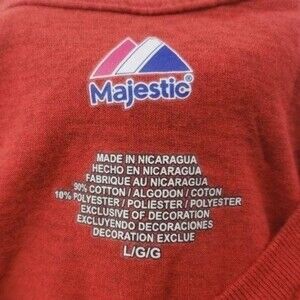 Majestic®
MADE IN NICARAGUA
HECHO EN NICARAGUA
FABRIQUE AU NICARAGUA
90% COTTON / ALGODON / COTON
10% POLYESTER / POLIÉSTER / POLYESTER
EXCLUSIVE OF DECORATION
EXCLUYENDO DECORACIONES
DECORATION EXCLUE
L/G/G